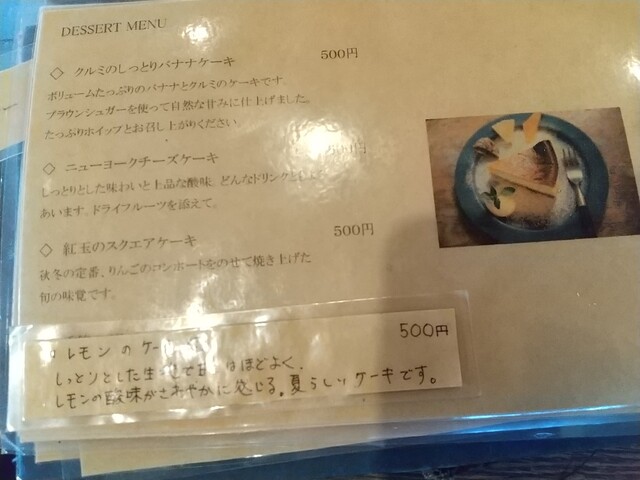 DESSERT MENU
◇ クルミのしっとりバナナケーキ 500円
ボリュームたっぷりのバナナとクルミのケーキです。
ブラウンシュガーを使って自然な甘みに仕上げました。
たっぷりホイップとお召し上がりください。
◇ ニューヨークチーズケーキ
しっとりとした味わいと上品な酸味。どんなドリンクとも
あいます。ドライフルーツを添えて。
◇ 紅玉のスクエアケーキ 500円
秋冬の定番、りんごのコンポートをのせて焼き上げた
旬の味覚です。
レモンのケーキ 500円
しっとりとした生地で甘さはほどよく、
レモンの酸味がさわやかに感じる。夏らしいケーキです。